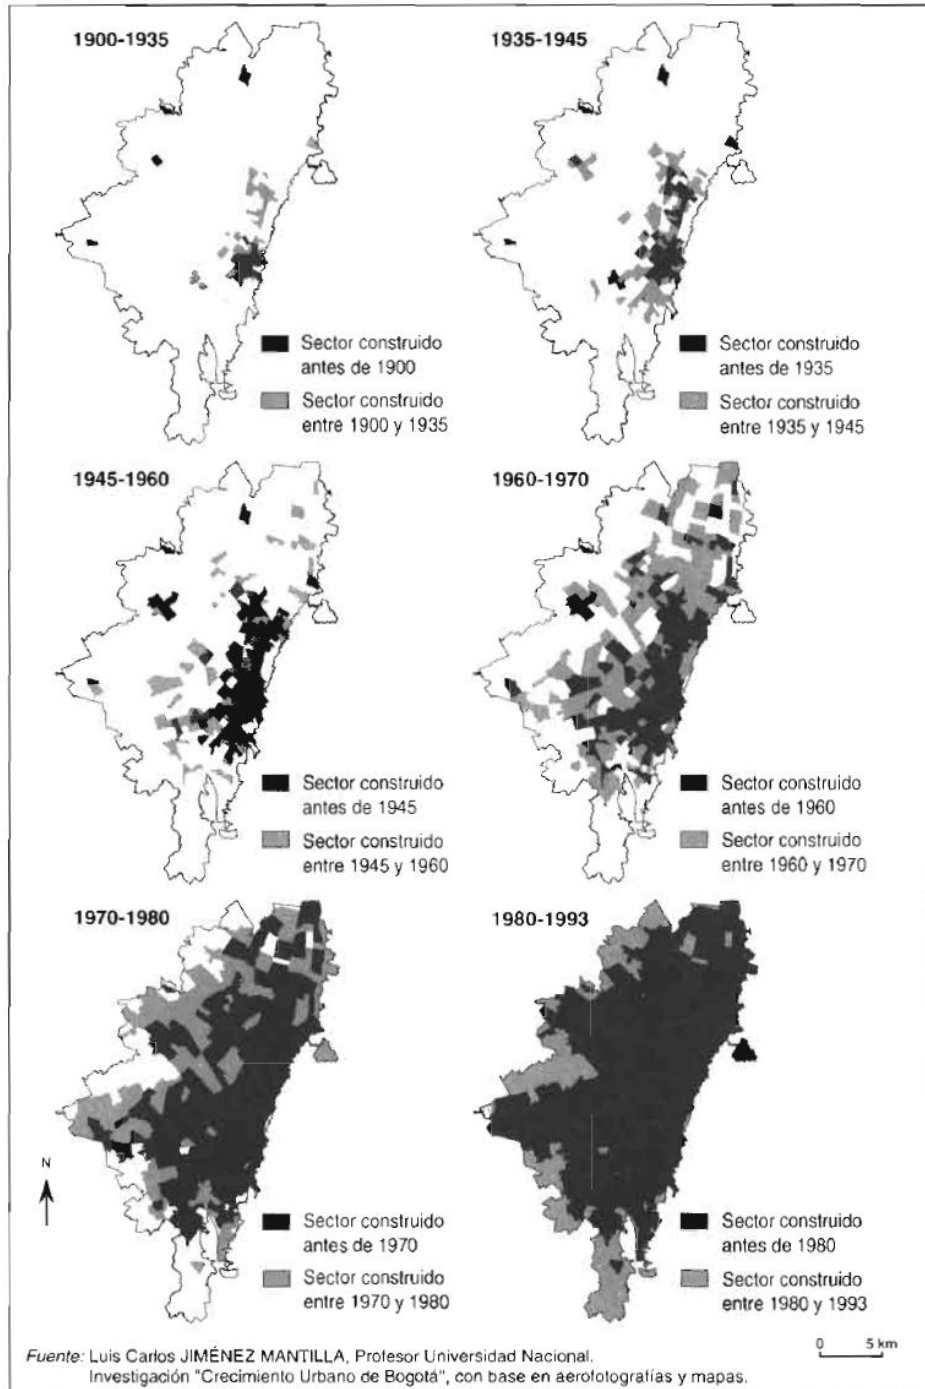 1900-1935
Sector construido
antes de 1900
Sector construido
entre 1900 y 1935
1935-1945
Sector construido
antes de 1935
Sector construido
entre 1935 y 1945
1945-1960
Sector construido
antes de 1945
Sector construido
entre 1945 y 1960
1960-1970
Sector construido
antes de 1960
Sector construido
entre 1960 y 1970
1970-1980
N
Sector construido
antes de 1970
Sector construido
entre 1970 y 1980
1980-1993
Sector construido
antes de 1980
Sector construido
entre 1980 y 1993
0 5 km
Fuente: Luis Carlos JIMÉNEZ MANTILLA, Profesor Universidad Nacional.
Investigación "Crecimiento Urbano de Bogotá", con base en aerofotografías y mapas.